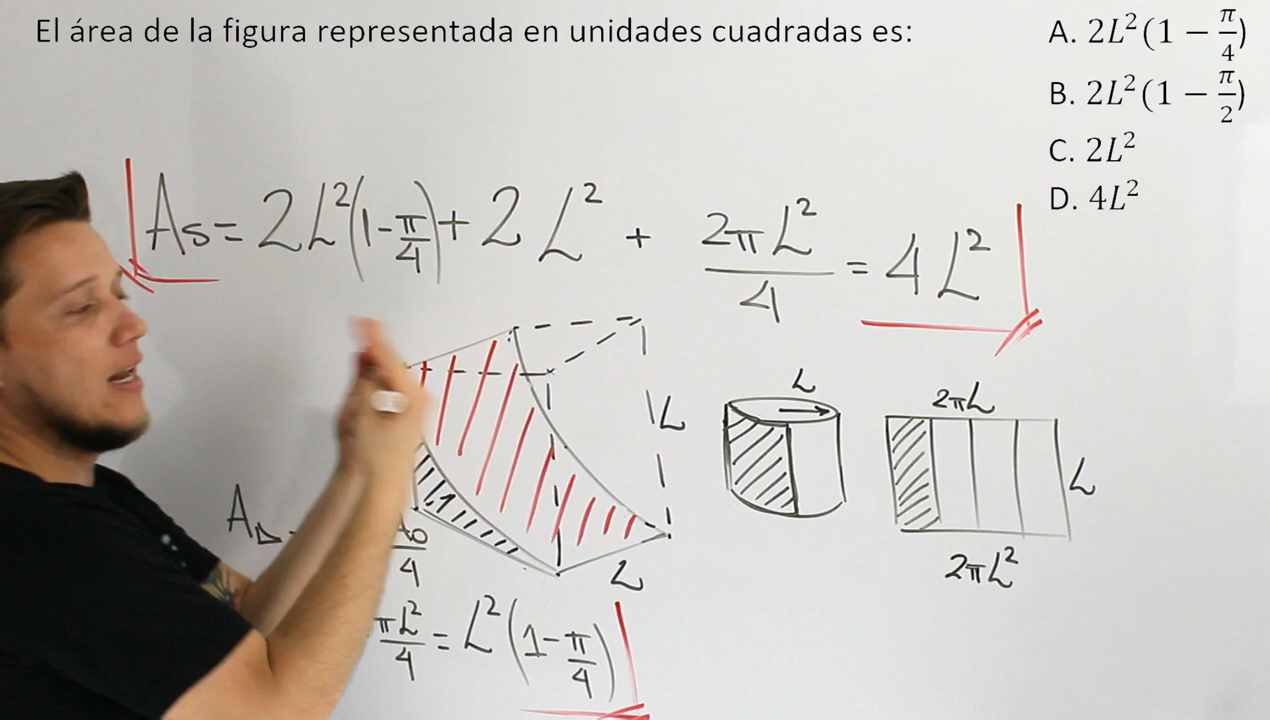 El área de la figura representada en unidades cuadradas es:
A. 2L²(1 − π/4)
B. 2L²(1 − π/2)
C. 2L²
D. 4L²
As = 2L²(1-π/4) + 2L² + 2πL²/4 = 4L²
L
L
2πL
L
2πL²
L
πL²/4 = L²(1-π/4)